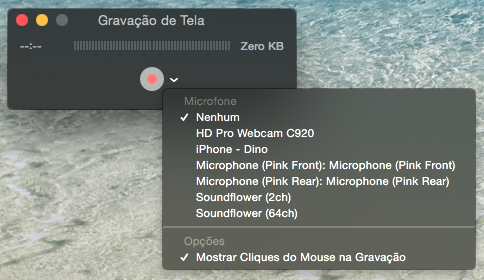 Gravação de Tela
--:-- Zero KB
Microfone
✓ Nenhum
HD Pro Webcam C920
iPhone - Dino
Microphone (Pink Front): Microphone (Pink Front)
Microphone (Pink Rear): Microphone (Pink Rear)
Soundflower (2ch)
Soundflower (64ch)
Opções
✓ Mostrar Cliques do Mouse na Gravação